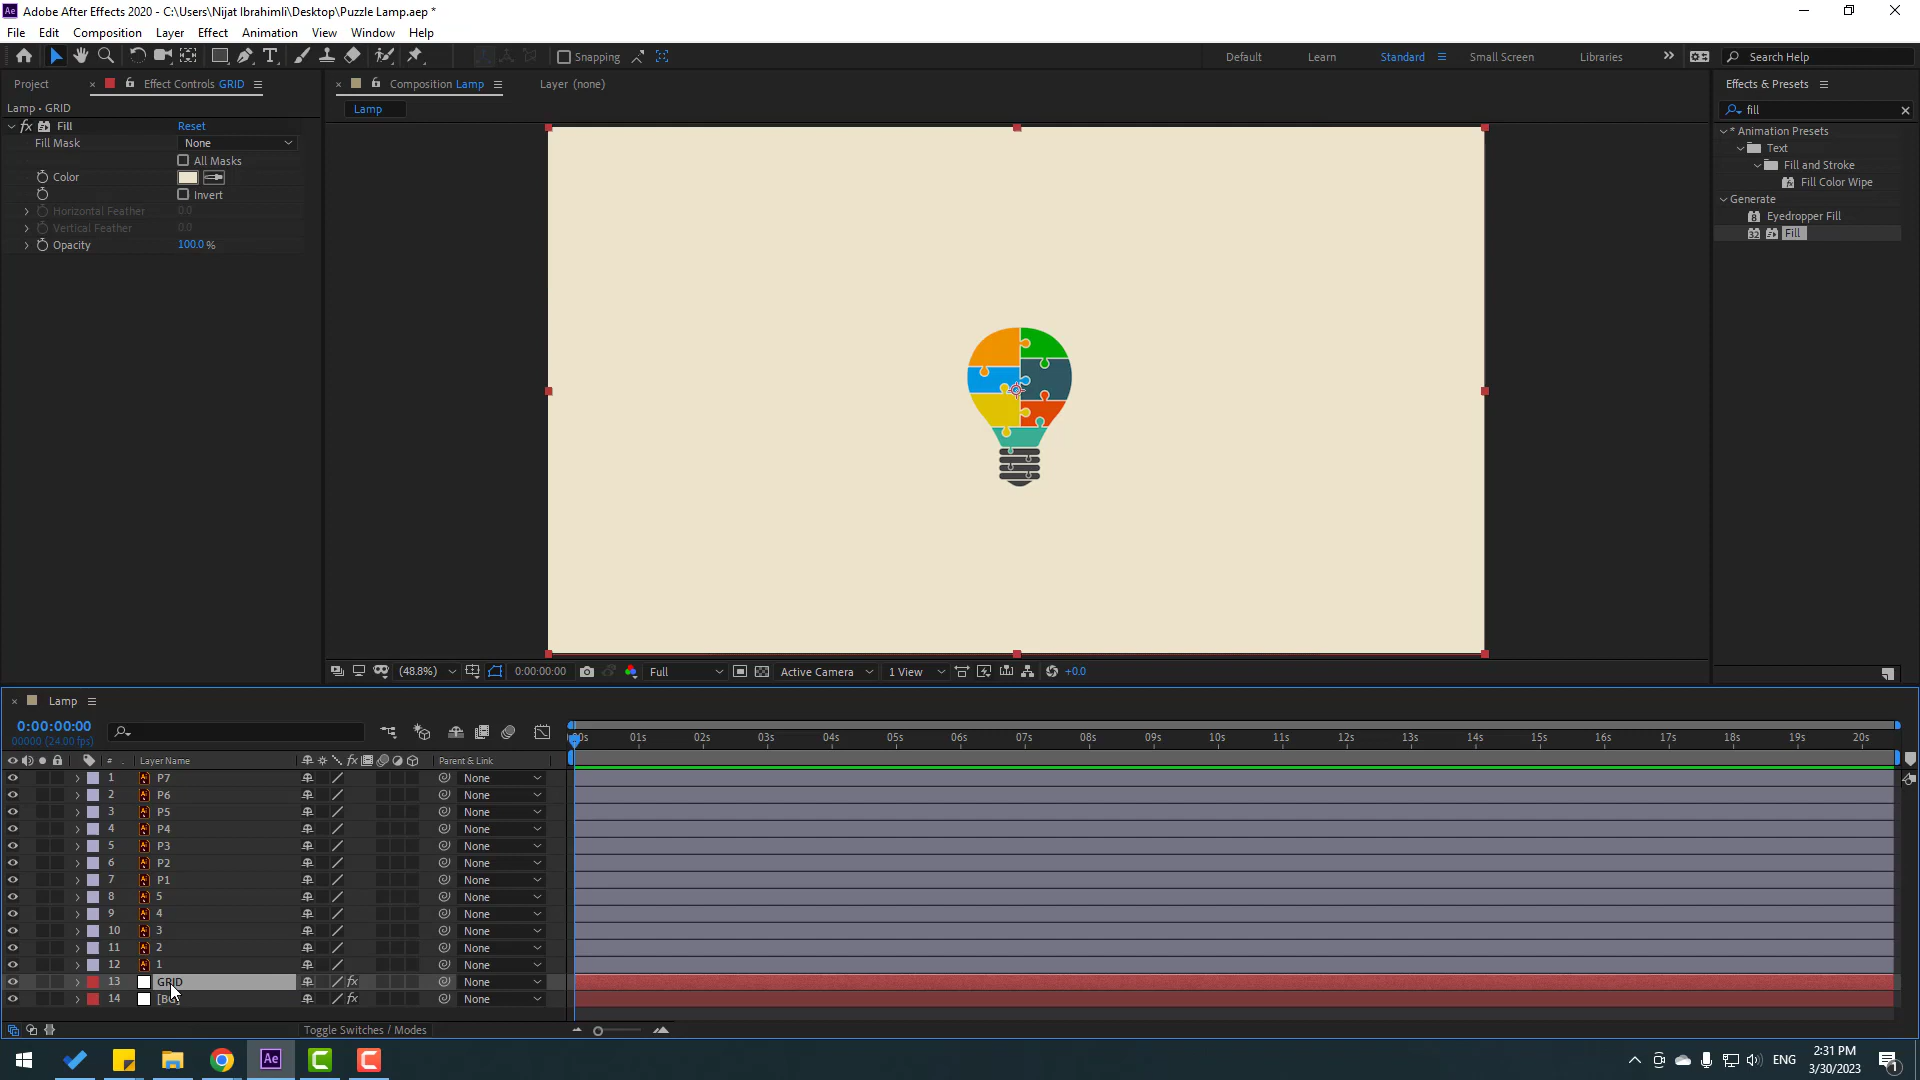 Adobe After Effects 2020 - C:\Users\Nijat Ibrahimli\Desktop\Puzzle Lamp.aep *
File Edit Composition Layer Effect Animation View Window Help
Snapping
Default Learn Standard Small Screen Libraries
Search Help
Project
Effect Controls GRID
Composition Lamp
Layer (none)
Effects & Presets
Lamp • GRID
Lamp
fill
Fill Reset
Fill Mask None
All Masks
Color
Invert
Horizontal Feather 0.0
Vertical Feather 0.0
Opacity 100.0 %
* Animation Presets
Text
Fill and Stroke
Fill Color Wipe
Generate
Eyedropper Fill
Fill
(48.8%) 0:00:00:00 Full Active Camera 1 View +0.0
Lamp
0:00:00:00
00000 (24.00 fps)
01s 02s 03s 04s 05s 06s 07s 08s 09s 10s 11s 12s 13s 14s 15s 16s 17s 18s 19s 20s
# Layer Name Parent & Link
1 P7 None
2 P6 None
3 P5 None
4 P4 None
5 P3 None
6 P2 None
7 P1 None
8 5 None
9 4 None
10 3 None
11 2 None
12 1 None
13 GRID None
14 [BG] None
Toggle Switches / Modes
ENG
2:31 PM
3/30/2023